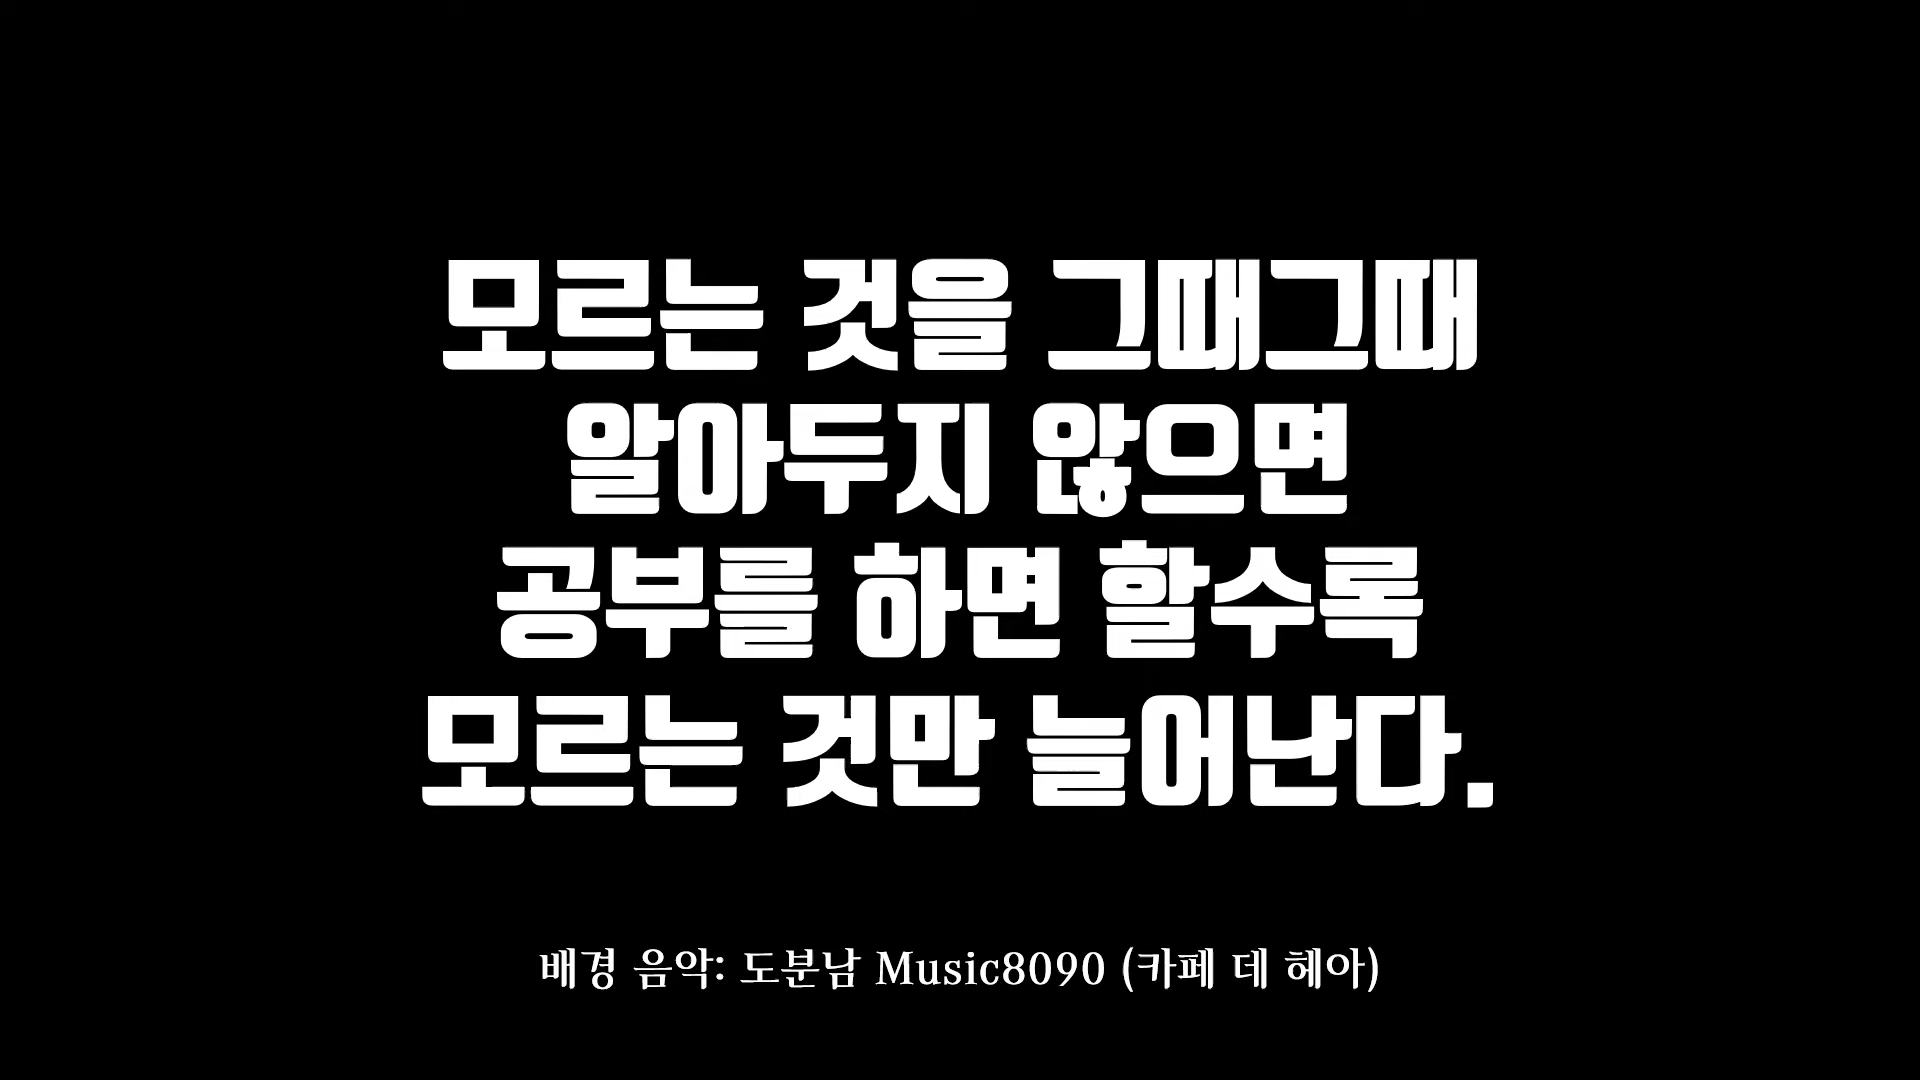 모르는 것을 그때그때
알아두지 않으면
공부를 하면 할수록
모르는 것만 늘어난다.
배경 음악: 도분남 Music8090 (카페 데 헤아)